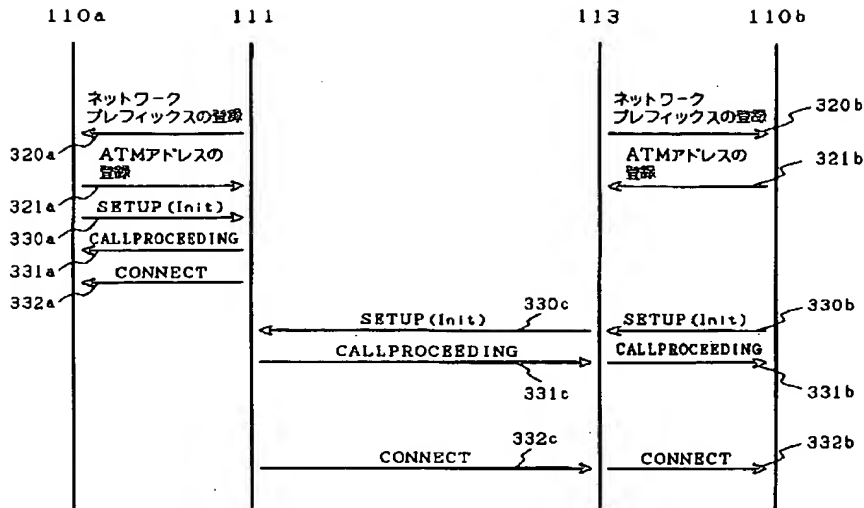 110a 111 113 110b
ネットワーク
プレフィックスの登録
320a
ネットワーク
プレフィックスの登録
320b
ATMアドレスの
登録
321a
ATMアドレスの
登録
321b
SETUP(Init)
330a
CALLPROCEEDING
331a
CONNECT
332a
SETUP(Init)
330c
SETUP(Init)
330b
CALLPROCEEDING
331c
CALLPROCEEDING
331b
CONNECT
332c
CONNECT
332b